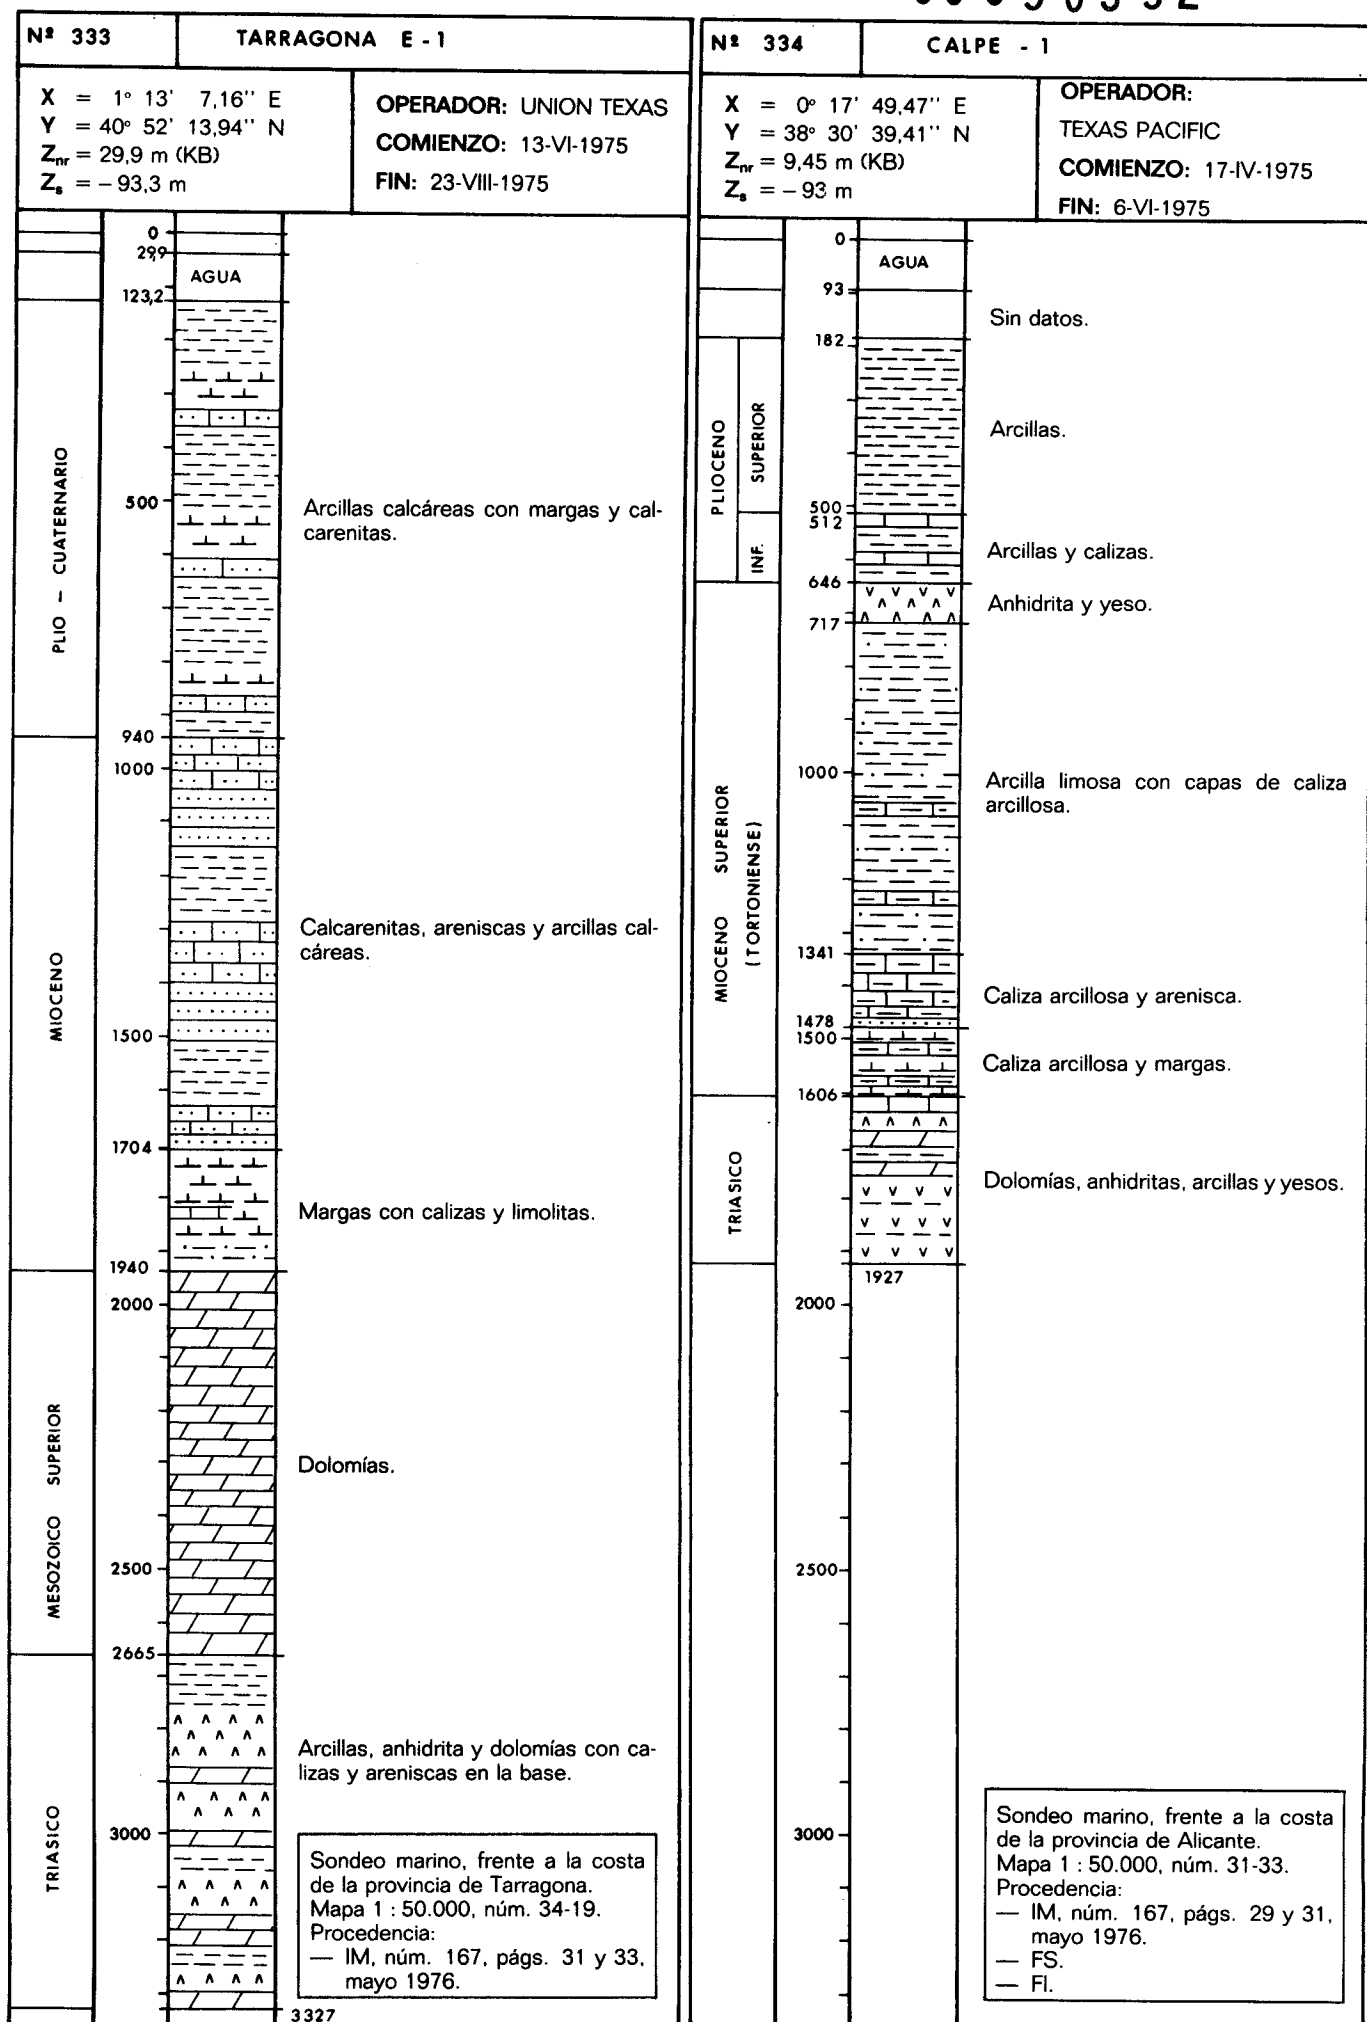 Nº 333
TARRAGONA E - 1
X = 1° 13' 7,16'' E
Y = 40° 52' 13,94'' N
Znr = 29,9 m (KB)
Zs = – 93,3 m
OPERADOR: UNION TEXAS
COMIENZO: 13-VI-1975
FIN: 23-VIII-1975
0
29,9
AGUA
123,2
PLIO – CUATERNARIO
500
Arcillas calcáreas con margas y cal-
carenitas.
940
1000
MIOCENO
Calcarenitas, areniscas y arcillas cal-
cáreas.
1500
1704
Margas con calizas y limolitas.
1940
2000
MESOZOICO SUPERIOR
Dolomías.
2500
2665
TRIASICO
Arcillas, anhidrita y dolomías con ca-
lizas y areniscas en la base.
3000
Sondeo marino, frente a la costa
de la provincia de Tarragona.
Mapa 1 : 50.000, núm. 34-19.
Procedencia:
— IM, núm. 167, págs. 31 y 33,
mayo 1976.
3327
Nº 334
CALPE - 1
X = 0° 17' 49,47'' E
Y = 38° 30' 39,41'' N
Znr = 9,45 m (KB)
Zs = – 93 m
OPERADOR:
TEXAS PACIFIC
COMIENZO: 17-IV-1975
FIN: 6-VI-1975
0
AGUA
93
Sin datos.
182
PLIOCENO
SUPERIOR
Arcillas.
500
512
INF.
Arcillas y calizas.
646
Anhidrita y yeso.
717
MIOCENO SUPERIOR
(TORTONIENSE)
1000
Arcilla limosa con capas de caliza
arcillosa.
1341
Caliza arcillosa y arenisca.
1478
1500
Caliza arcillosa y margas.
1606
TRIASICO
Dolomías, anhidritas, arcillas y yesos.
1927
2000
2500
3000
Sondeo marino, frente a la costa
de la provincia de Alicante.
Mapa 1 : 50.000, núm. 31-33.
Procedencia:
— IM, núm. 167, págs. 29 y 31,
mayo 1976.
— FS.
— FI.